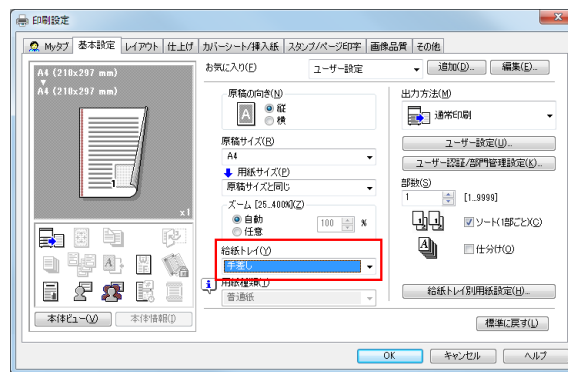 印刷設定
Myタブ 基本設定 レイアウト 仕上げ カバーシート/挿入紙 スタンプ/ページ印字 画像品質 その他
A4 (210x297 mm)
A4 (210x297 mm)
1
x1
本体ビュー(V) 本体情報(J)
お気に入り(F) ユーザー設定 追加(D)... 編集(E)...
原稿の向き(N)
A
縦
横
原稿サイズ(R)
A4
用紙サイズ(P)
原稿サイズと同じ
ズーム [25..400%](Z)
自動
任意
100 %
給紙トレイ(Y)
手差し
用紙種類(T)
普通紙
出力方法(M)
通常印刷
ユーザー設定(U)...
ユーザー認証/部門管理設定(K)...
部数(S)
1 [1..9999]
ソート(1部ごと)(C)
仕分け(O)
給紙トレイ別用紙設定(H)...
標準に戻す(L)
OK キャンセル ヘルプ